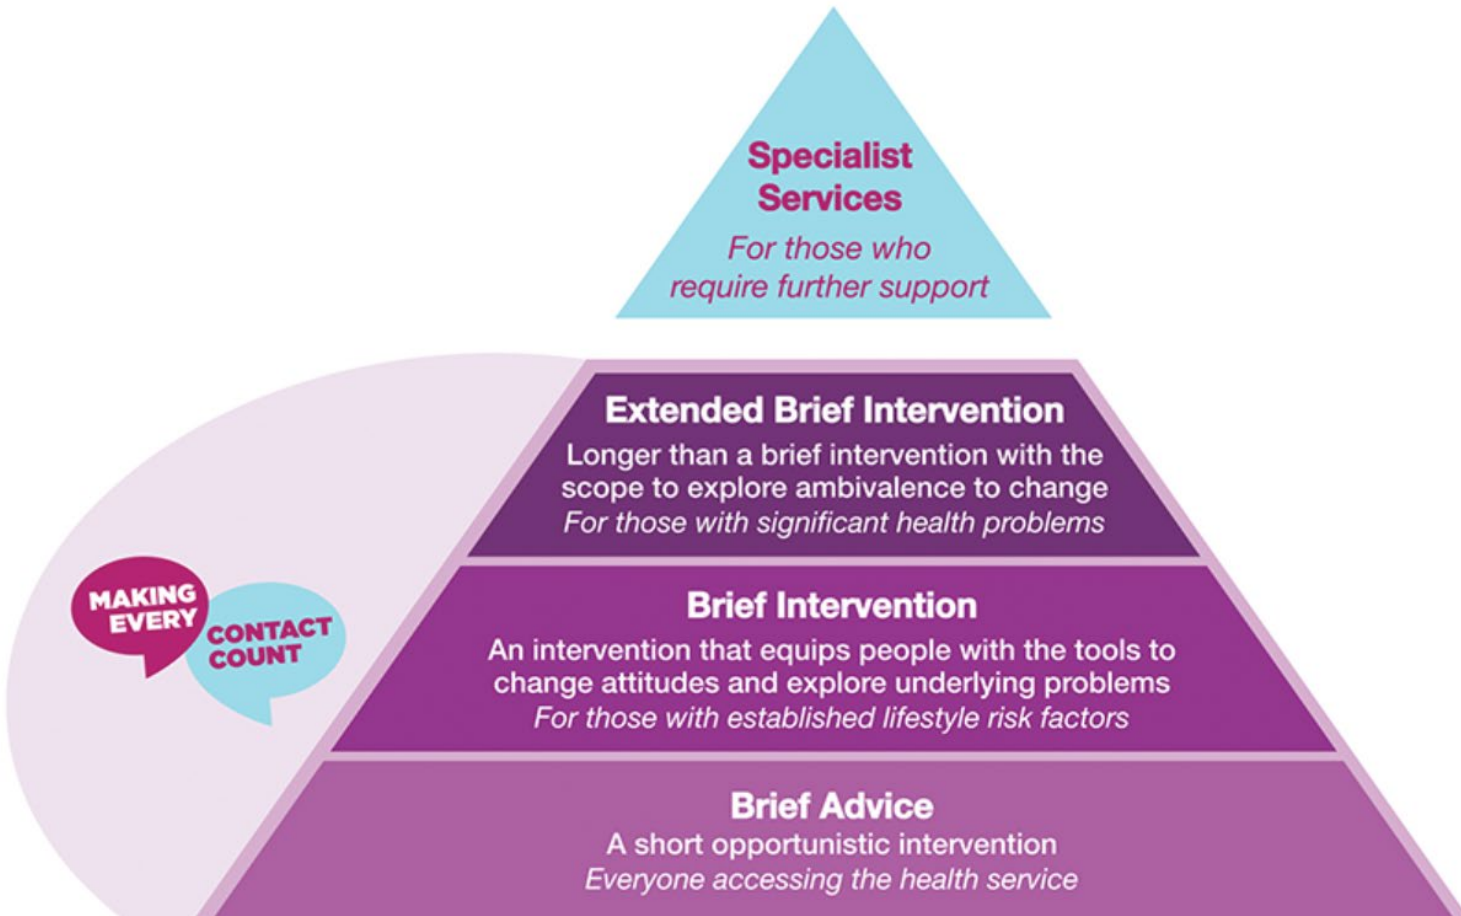 Specialist
Services
For those who
require further support
Extended Brief Intervention
Longer than a brief intervention with the
scope to explore ambivalence to change
For those with significant health problems
MAKING
EVERY
CONTACT
COUNT
Brief Intervention
An intervention that equips people with the tools to
change attitudes and explore underlying problems
For those with established lifestyle risk factors
Brief Advice
A short opportunistic intervention
Everyone accessing the health service